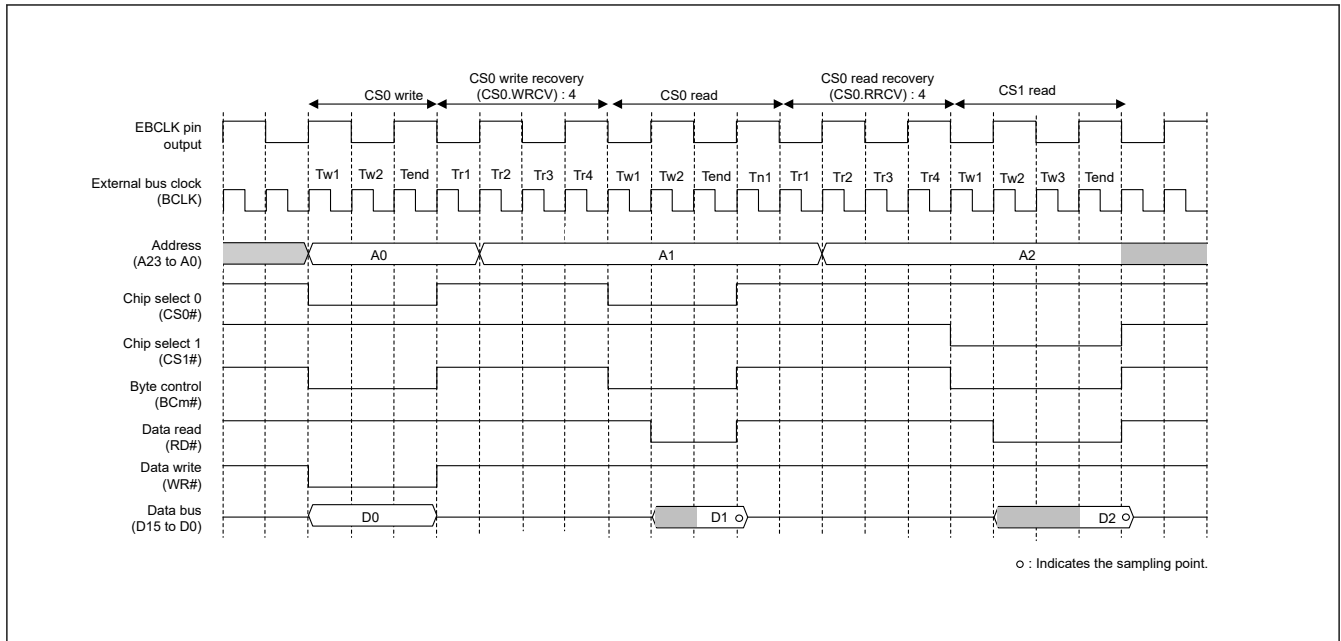 CS0 write
CS0 write recovery
(CS0.WRCV) : 4
CS0 read
CS0 read recovery
(CS0.RRCV) : 4
CS1 read
EBCLK pin
output
External bus clock
(BCLK)
Tw1 Tw2 Tend Tr1 Tr2 Tr3 Tr4 Tw1 Tw2 Tend Tn1 Tr1 Tr2 Tr3 Tr4 Tw1 Tw2 Tw3 Tend
Address
(A23 to A0)
A0 A1 A2
Chip select 0
(CS0#)
Chip select 1
(CS1#)
Byte control
(BCm#)
Data read
(RD#)
Data write
(WR#)
Data bus
(D15 to D0)
D0 D1 D2
: Indicates the sampling point.